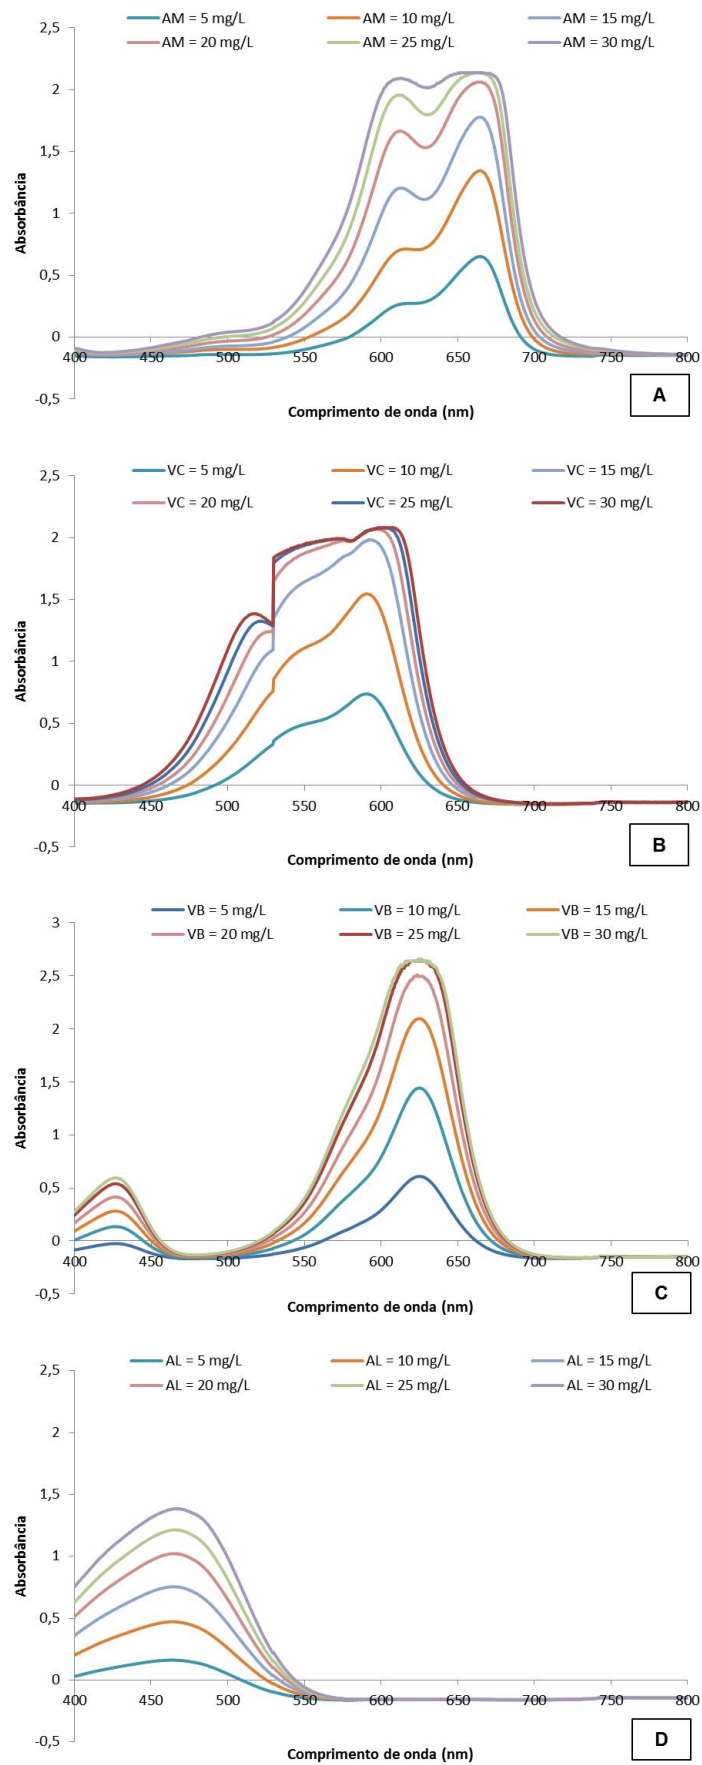 AM = 5 mg/L AM = 10 mg/L AM = 15 mg/L
AM = 20 mg/L AM = 25 mg/L AM = 30 mg/L
2,5
2
1,5
1
0,5
0
-0,5
Absorbância
400 450 500 550 600 650 700 750 800
Comprimento de onda (nm)
A
VC = 5 mg/L VC = 10 mg/L VC = 15 mg/L
VC = 20 mg/L VC = 25 mg/L VC = 30 mg/L
2,5
2
1,5
1
0,5
0
-0,5
Absorbância
400 450 500 550 600 650 700 750 800
Comprimento de onda (nm)
B
VB = 5 mg/L VB = 10 mg/L VB = 15 mg/L
VB = 20 mg/L VB = 25 mg/L VB = 30 mg/L
3
2,5
2
1,5
1
0,5
0
-0,5
Absorbância
400 450 500 550 600 650 700 750 800
Comprimento de onda (nm)
C
AL = 5 mg/L AL = 10 mg/L AL = 15 mg/L
AL = 20 mg/L AL = 25 mg/L AL = 30 mg/L
2,5
2
1,5
1
0,5
0
-0,5
Absorbância
400 450 500 550 600 650 700 750 800
Comprimento de onda (nm)
D